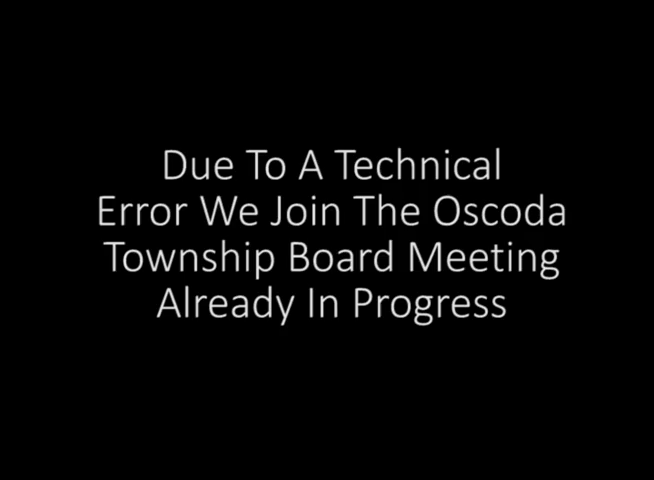 Due To A Technical
Error We Join The Oscoda
Township Board Meeting
Already In Progress